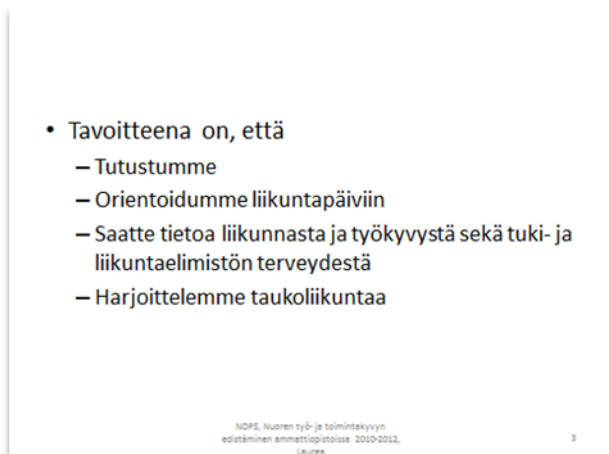 • Tavoitteena on, että
– Tutustumme
– Orientoidumme liikuntapäiviin
– Saatte tietoa liikunnasta ja työkyvystä sekä tuki- ja
liikuntaelimistön terveydestä
– Harjoittelemme taukoliikuntaa
NOPS, Nuoren työ- ja toimintakyvyn
edistäminen ammattiopistoissa 2010-2012,
Laurea
3